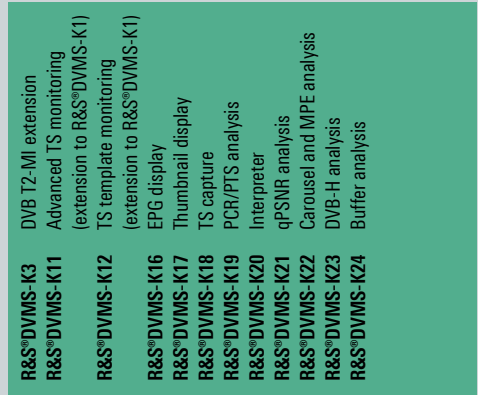 R&S®DVMS-K3 DVB T2-MI extension
R&S®DVMS-K11 Advanced TS monitoring
(extension to R&S®DVMS-K1)
R&S®DVMS-K12 TS template monitoring
(extension to R&S®DVMS-K1)
R&S®DVMS-K16 EPG display
R&S®DVMS-K17 Thumbnail display
R&S®DVMS-K18 TS capture
R&S®DVMS-K19 PCR/PTS analysis
R&S®DVMS-K20 Interpreter
R&S®DVMS-K21 qPSNR analysis
R&S®DVMS-K22 Carousel and MPE analysis
R&S®DVMS-K23 DVB-H analysis
R&S®DVMS-K24 Buffer analysis